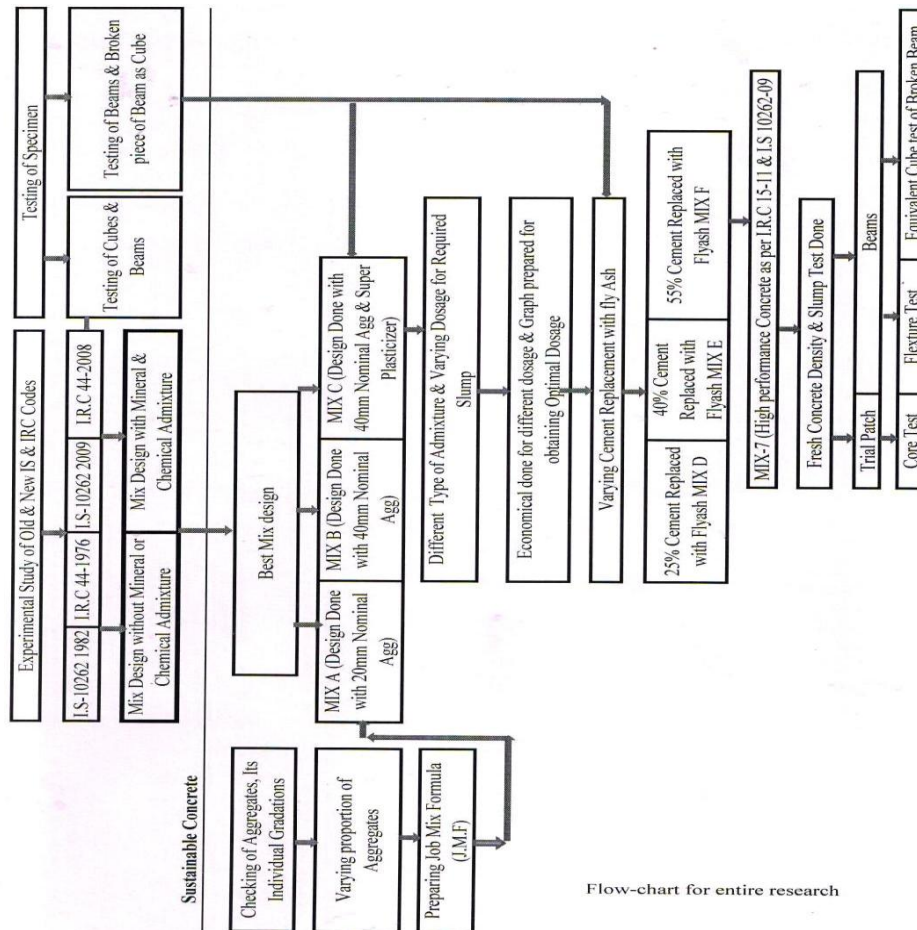 Experimental Study of Old & New IS & IRC Codes
Testing of Specimen
I.S-10262 1982
I.R.C 44-1976
I.S-10262 2009
I.R.C 44-2008
Testing of Cubes &
Beams
Testing of Beams & Broken
piece of Beam as Cube
Mix Design without Mineral or
Chemical Admixture
Mix Design with Mineral &
Chemical Admixture
Sustainable Concrete
Checking of Aggregates, Its
Individual Gradations
Varying proportion of
Aggregates
Preparing Job Mix Formula
(J.M.F)
Best Mix design
MIX A (Design Done
with 20mm Nominal
Agg)
MIX B (Design Done
with 40mm Nominal
Agg)
MIX C (Design Done with
40mm Nominal Agg & Super
Plasticizer)
Different Type of Admixture & Varying Dosage for Required
Slump
Economical done for different dosage & Graph prepared for
obtaining Optimal Dosage
Varying Cement Replacement with fly Ash
25% Cement Replaced
with Flyash MIX D
40% Cement
Replaced with
Flyash MIX E
55% Cement Replaced with
Flyash MIX F
MIX-7 (High performance Concrete as per I.R.C 15-11 & I.S 10262-09
Fresh Concrete Density & Slump Test Done
Trial Patch
Beams
Core Test
Flexture Test
Equivalent Cube test of Broken Beam
Flow-chart for entire research